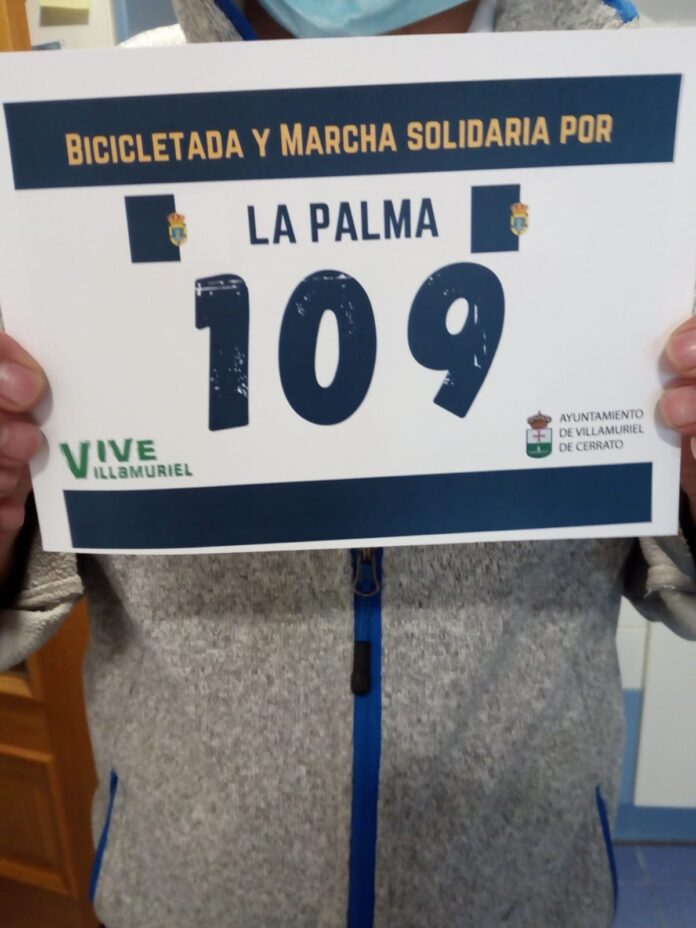 BICICLETADA Y MARCHA SOLIDARIA POR
LA PALMA
109
VIVE
VILLAMURIEL
AYUNTAMIENTO
DE VILLAMURIEL
DE CERRATO